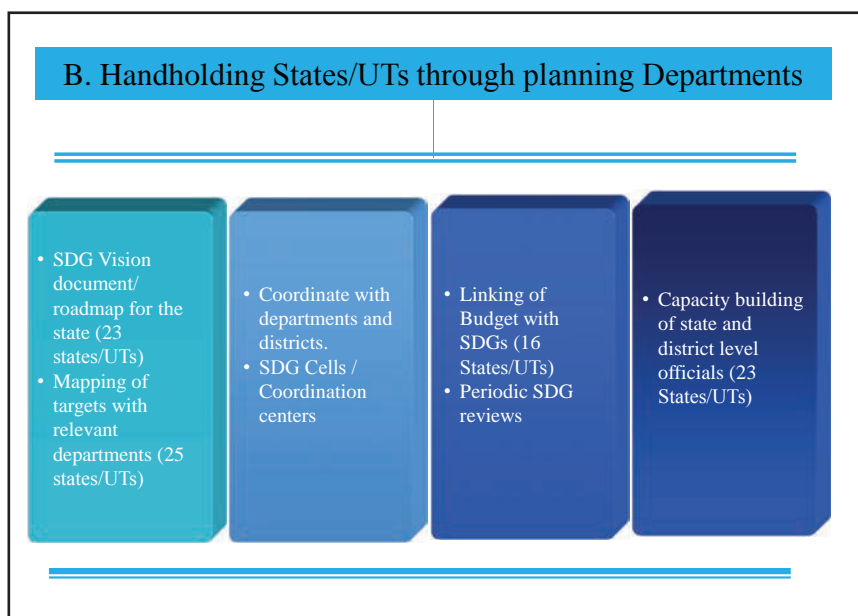 B. Handholding States/UTs through planning Departments
• SDG Vision
document/
roadmap for the
state (23
states/UTs)
• Mapping of
targets with
relevant
departments (25
states/UTs)
• Coordinate with
departments and
districts.
• SDG Cells /
Coordination
centers
• Linking of
Budget with
SDGs (16
States/UTs)
• Periodic SDG
reviews
• Capacity building
of state and
district level
officials (23
States/UTs)